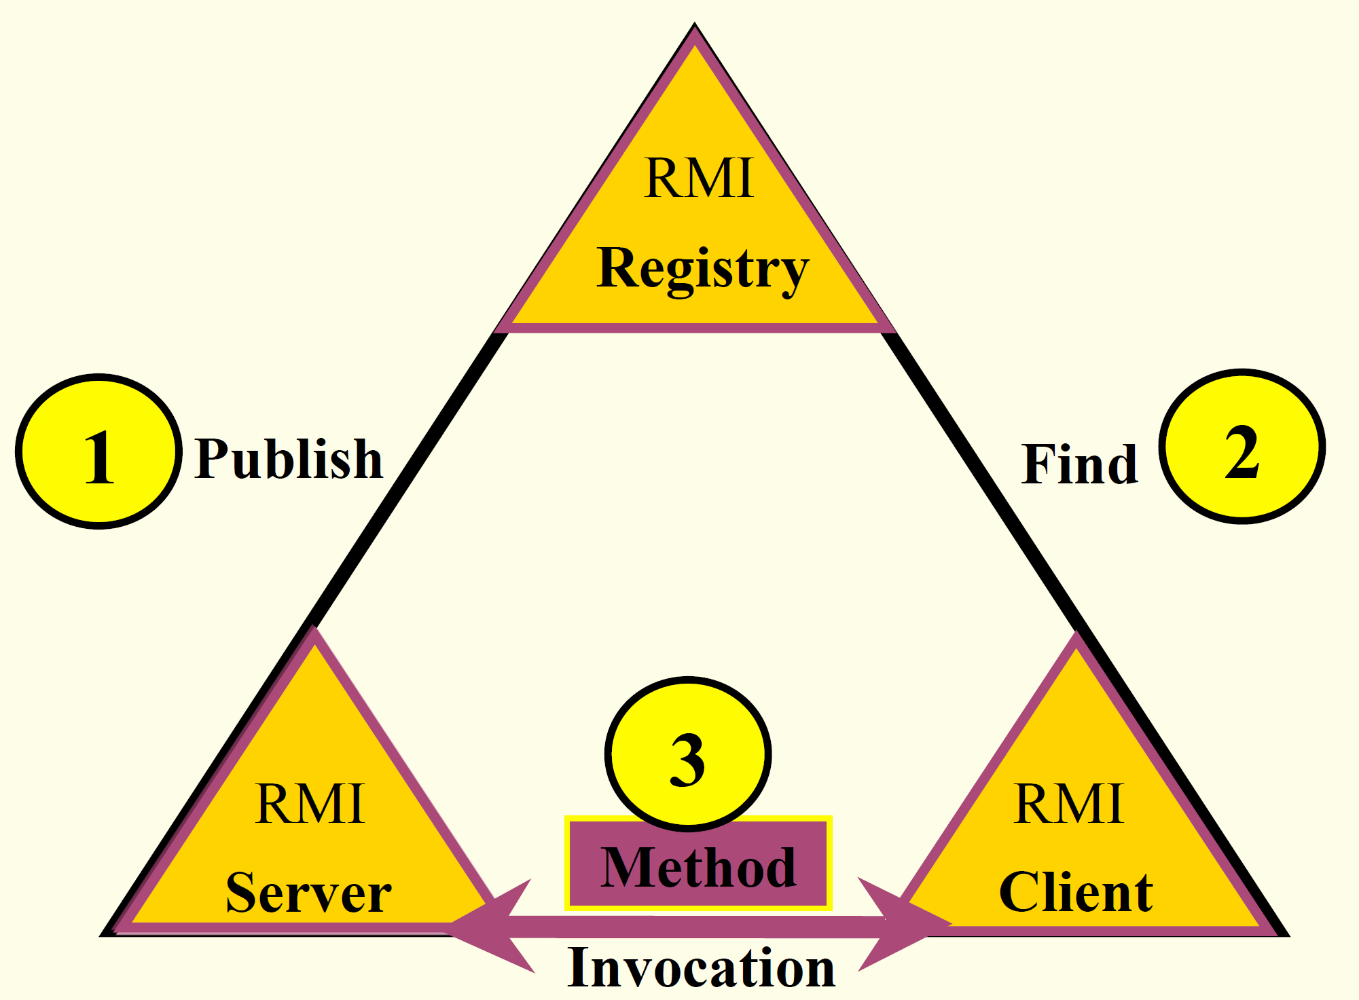 RMI
Registry
1 Publish
Find 2
3
RMI
Server
Method
RMI
Client
Invocation